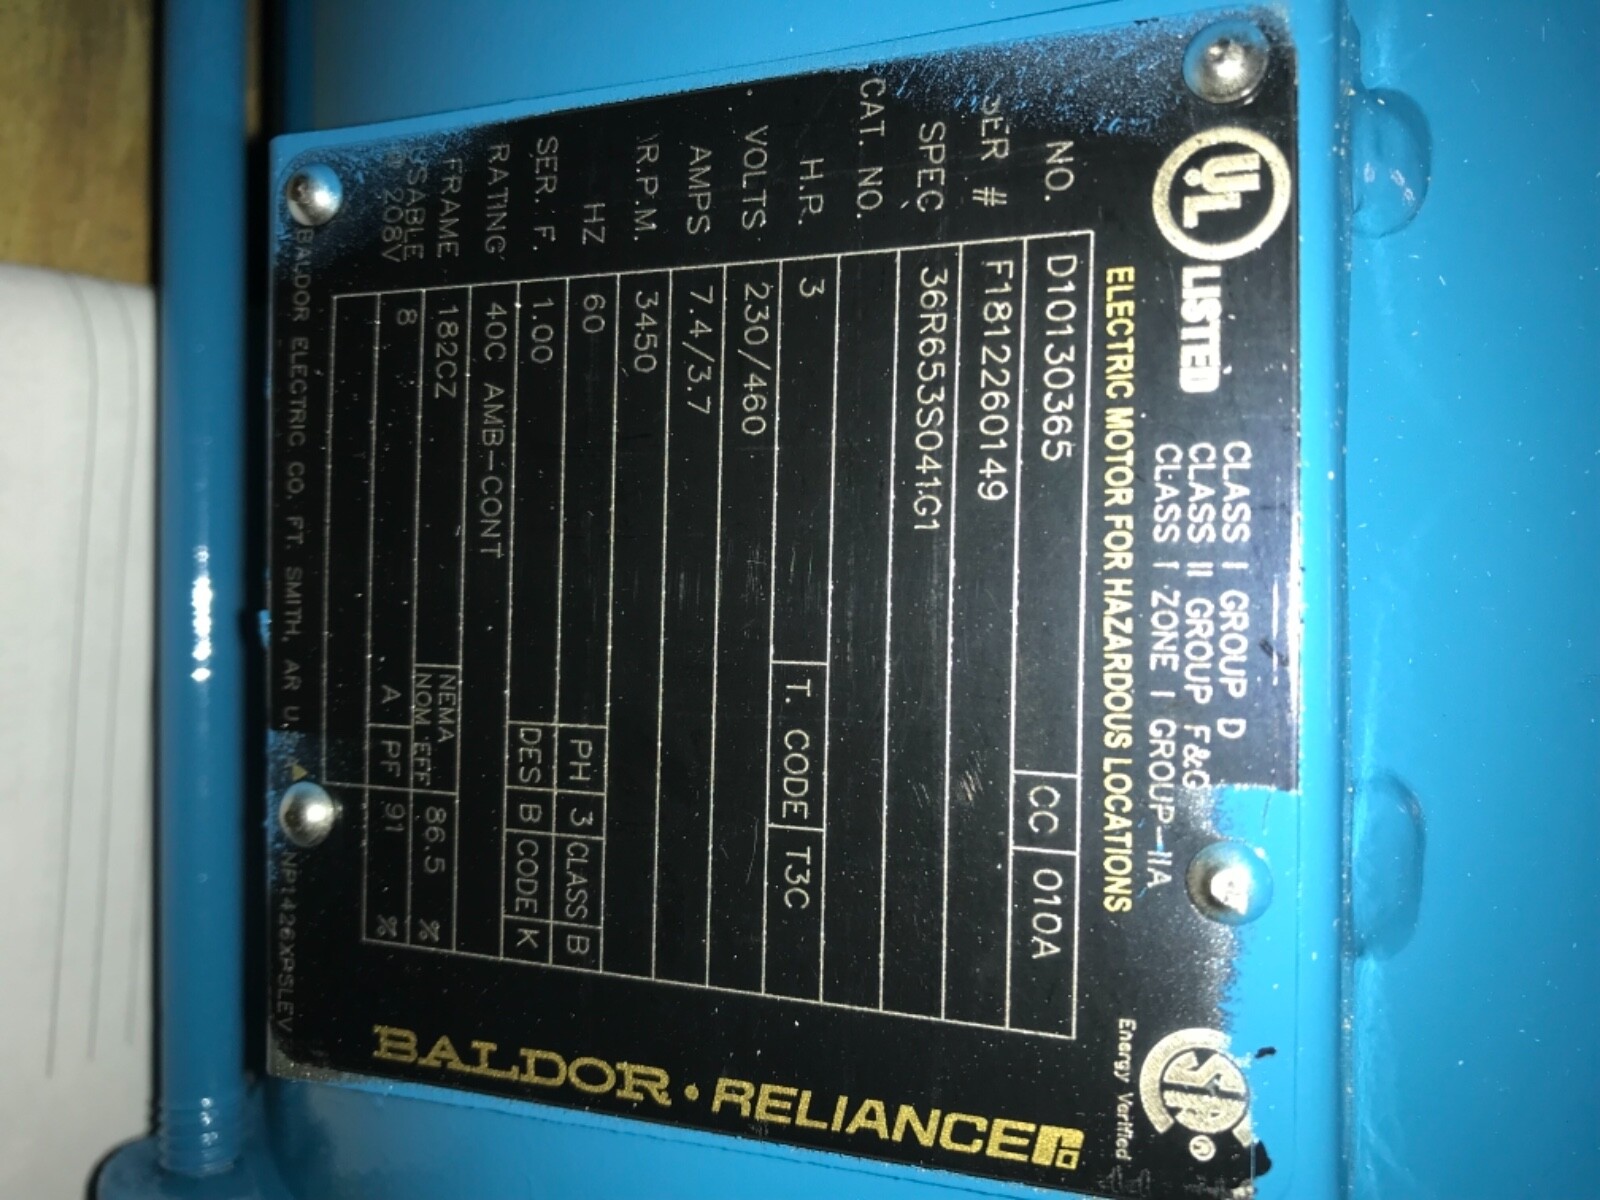 UL LISTED
CLASS I GROUP D
CLASS II GROUP F&G
CLASS I ZONE I GROUP-IIA
SA ®
Energy Verified
ELECTRIC MOTOR FOR HAZARDOUS LOCATIONS
NO. D10130365 CC 010A
SER # F1812260149
SPEC 36R653S041G1
CAT. NO.
H.P. 3 T. CODE T3C
VOLTS 230/460
AMPS 7.4/3.7
R.P.M. 3450
HZ 60 PH 3 CLASS B
SER. F. 1.00 DES B CODE K
RATING 40C AMB-CONT
FRAME 182CZ NEMA NOM EFF 86.5 %
USABLE @ 208V 8 A PF 91 %
BALDOR ELECTRIC CO. FT. SMITH, AR U.S.A
NP1426XPSLEV
BALDOR • RELIANCE